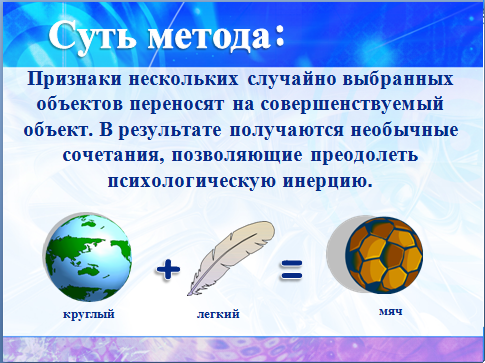 Суть метода:
Признаки нескольких случайно выбранных
объектов переносят на совершенствуемый
объект. В результате получаются необычные
сочетания, позволяющие преодолеть
психологическую инерцию.
+ =
круглый легкий мяч